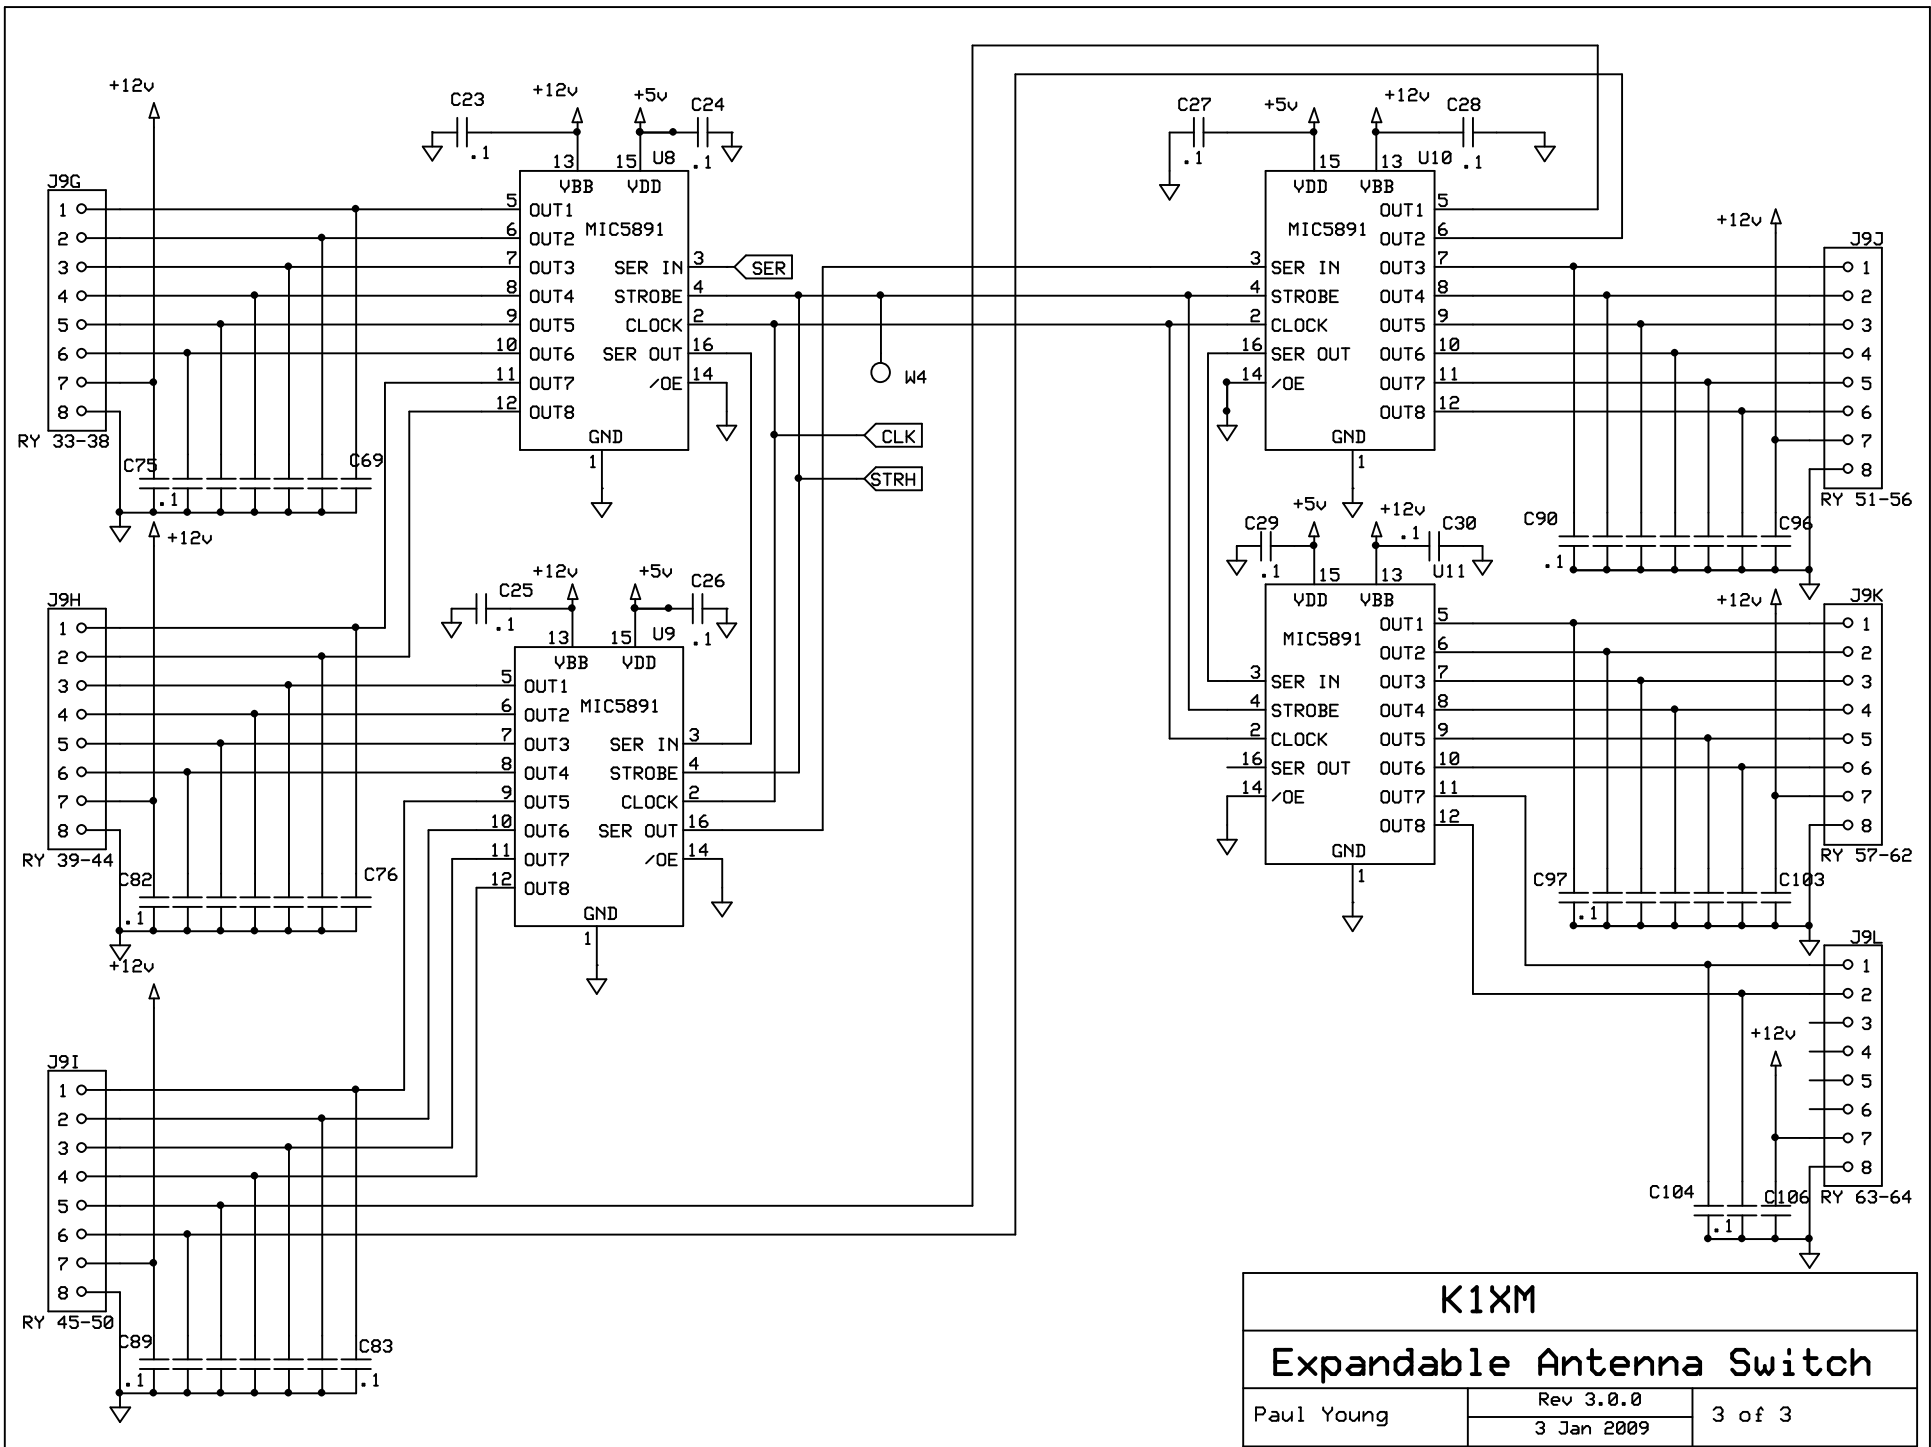 +12v
C23
.1
+12v
+5v
C24
.1
13
15
U8
VBB
VDD
MIC5891
J9G
1
2
3
4
5
6
7
8
RY 33-38
5 OUT1
6 OUT2
7 OUT3
8 OUT4
9 OUT5
10 OUT6
11 OUT7
12 OUT8
SER IN 3
SER
STROBE 4
CLOCK 2
SER OUT 16
/OE 14
GND
1
W4
CLK
STRH
C75
.1
C69
+12v
J9H
1
2
3
4
5
6
7
8
RY 39-44
C25
.1
+12v
+5v
C26
.1
13
15
U9
VBB
VDD
MIC5891
5 OUT1
6 OUT2
7 OUT3
8 OUT4
9 OUT5
10 OUT6
11 OUT7
12 OUT8
SER IN 3
STROBE 4
CLOCK 2
SER OUT 16
/OE 14
GND
1
C82
.1
C76
+12v
J9I
1
2
3
4
5
6
7
8
RY 45-50
C89
.1
C83
.1
C27
.1
+5v
+12v
C28
.1
15
13
U10
VDD
VBB
MIC5891
3 SER IN
4 STROBE
2 CLOCK
16 SER OUT
14 /OE
OUT1 5
OUT2 6
OUT3 7
OUT4 8
OUT5 9
OUT6 10
OUT7 11
OUT8 12
GND
1
+12v
J9J
1
2
3
4
5
6
7
8
RY 51-56
C90
.1
C96
C29
.1
+5v
+12v
.1
C30
15
13
U11
VDD
VBB
MIC5891
3 SER IN
4 STROBE
2 CLOCK
16 SER OUT
14 /OE
OUT1 5
OUT2 6
OUT3 7
OUT4 8
OUT5 9
OUT6 10
OUT7 11
OUT8 12
GND
1
+12v
J9K
1
2
3
4
5
6
7
8
RY 57-62
C97
.1
C103
J9L
1
2
3
4
5
6
7
8
+12v
RY 63-64
C104
.1
C106
K1XM
Expandable Antenna Switch
Paul Young
Rev 3.0.0
3 Jan 2009
3 of 3